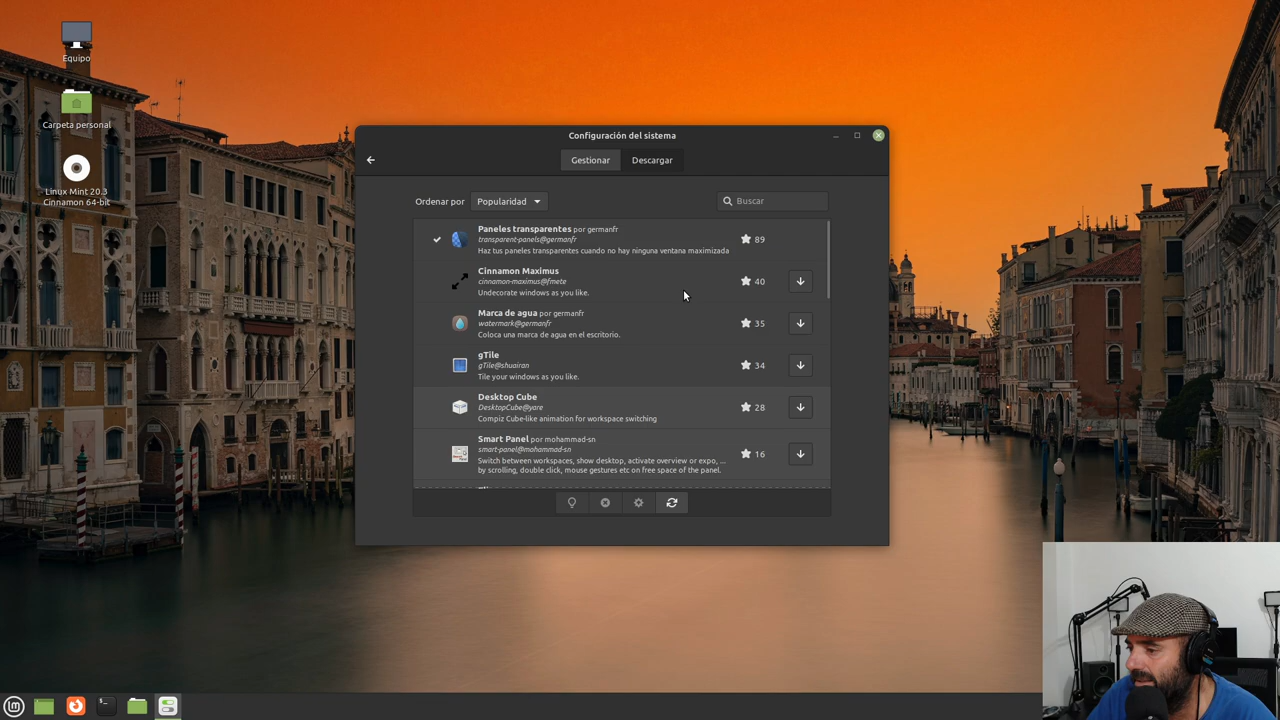 Equipo
Carpeta personal
Linux Mint 20.3
Cinnamon 64-bit
Configuración del sistema
Gestionar
Descargar
Ordenar por
Popularidad
Buscar
Paneles transparentes por germanfr
transparent-panels@germanfr
Haz tus paneles transparentes cuando no hay ninguna ventana maximizada
89
Cinnamon Maximus
cinnamon-maximus@fmete
Undecorate windows as you like.
40
Marca de agua por germanfr
watermark@germanfr
Coloca una marca de agua en el escritorio.
35
gTile
gTile@shuairan
Tile your windows as you like.
34
Desktop Cube
DesktopCube@yare
Compiz Cube-like animation for workspace switching
28
Smart Panel por mohammad-sn
smart-panel@mohammad-sn
Switch between workspaces, show desktop, activate overview or expo, ...
by scrolling, double click, mouse gestures etc on free space of the panel.
16